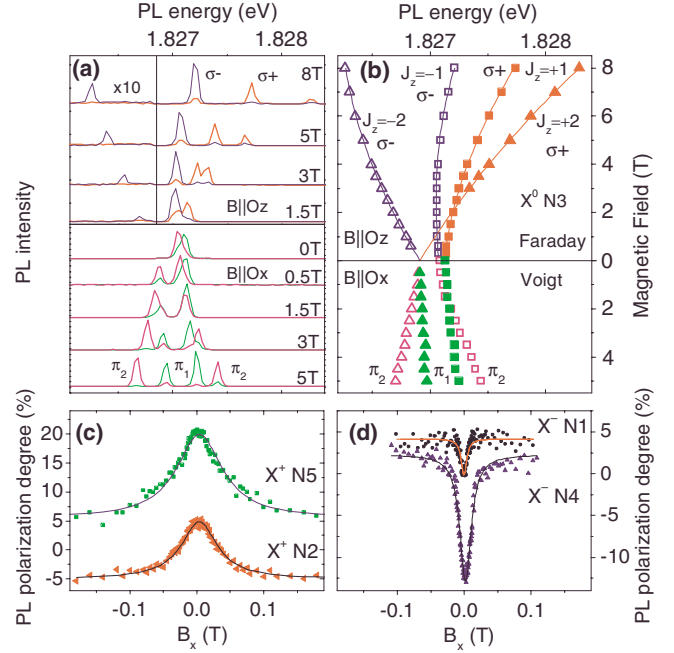 PL energy (eV)
PL energy (eV)
1.827
1.828
1.827
1.828
(a)
x10
σ-
σ+
8T
5T
3T
B||Oz
1.5T
0T
B||Ox
0.5T
1.5T
3T
π2
π1
π2
5T
PL intensity
(b)
Jz=-1
σ-
σ+
Jz=+1
Jz=-2
σ-
Jz=+2
σ+
X⁰ N3
B||Oz
Faraday
B||Ox
Voigt
π2
π1
π2
8
6
4
2
0
2
4
Magnetic Field (T)
(c)
X⁺ N5
X⁺ N2
20
15
10
5
0
-5
PL polarization degree (%)
-0.1
0.0
0.1
Bx (T)
(d)
X⁻ N1
X⁻ N4
5
0
-5
-10
PL polarization degree (%)
-0.1
0.0
0.1
Bx (T)